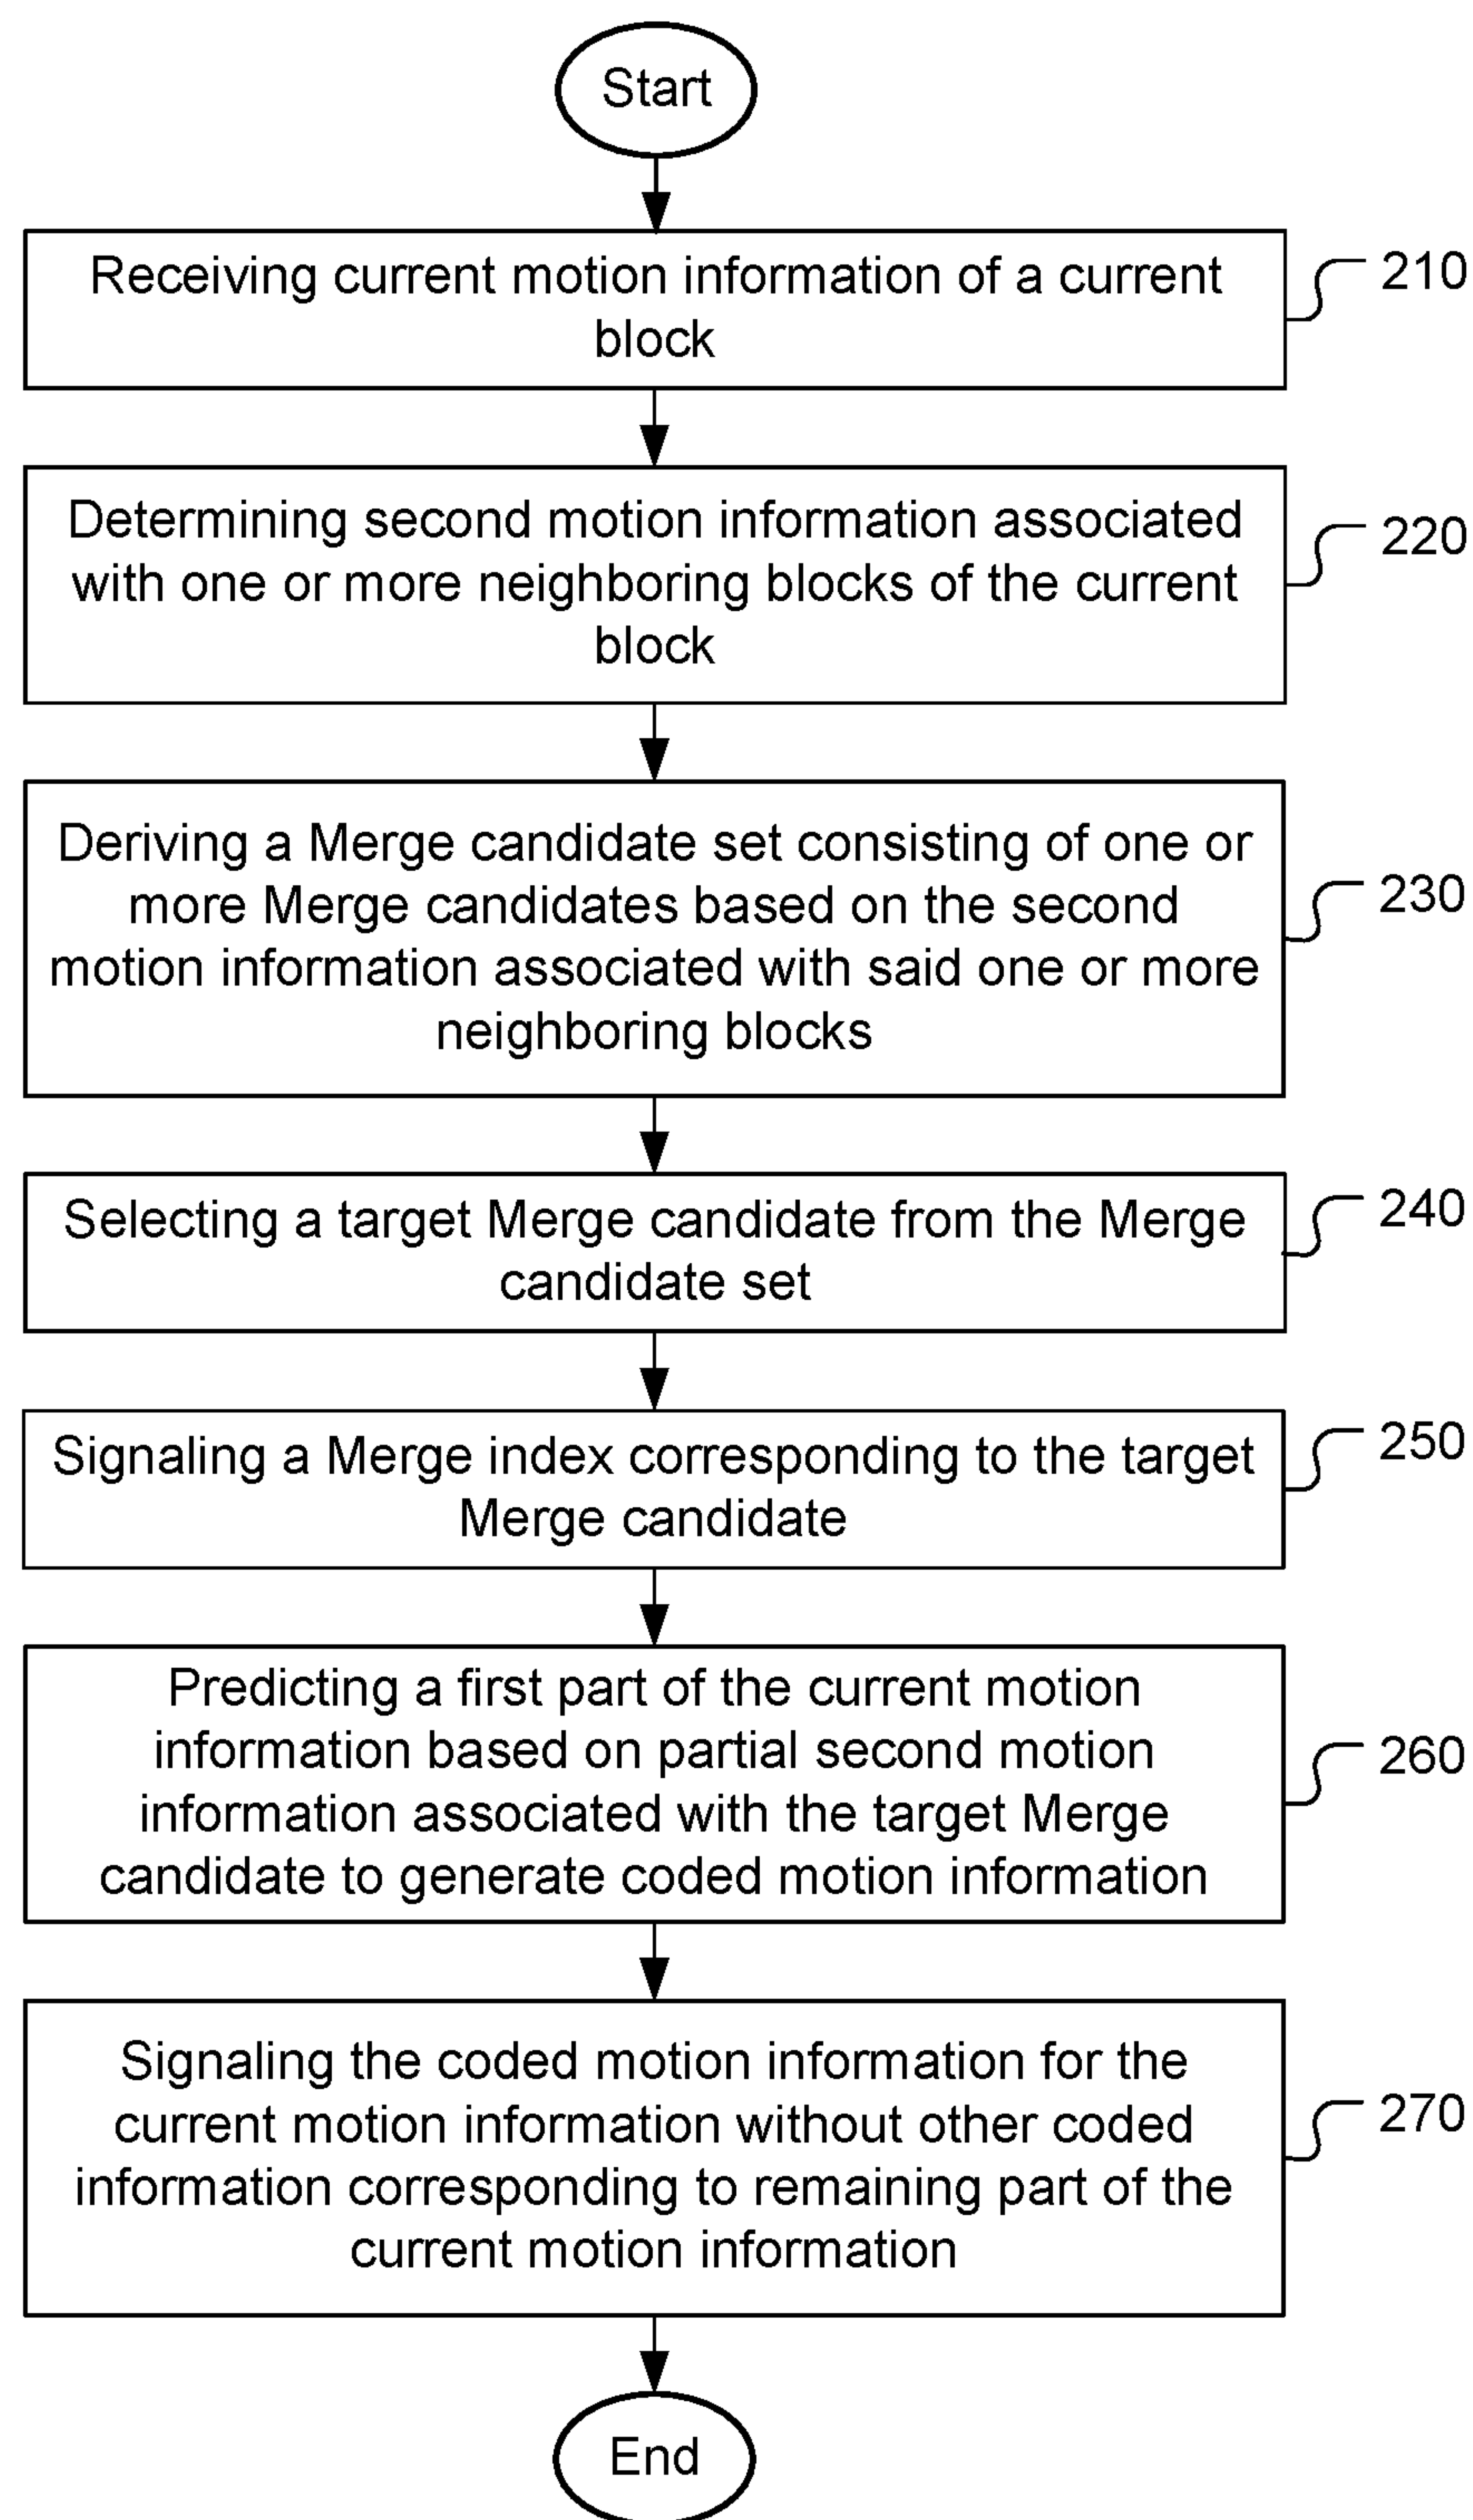 Start
Receiving current motion information of a current
block
210
Determining second motion information associated
with one or more neighboring blocks of the current
block
220
Deriving a Merge candidate set consisting of one or
more Merge candidates based on the second
motion information associated with said one or more
neighboring blocks
230
Selecting a target Merge candidate from the Merge
candidate set
240
Signaling a Merge index corresponding to the target
Merge candidate
250
Predicting a first part of the current motion
information based on partial second motion
information associated with the target Merge
candidate to generate coded motion information
260
Signaling the coded motion information for the
current motion information without other coded
information corresponding to remaining part of the
current motion information
270
End